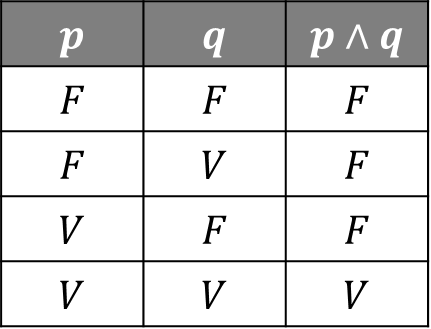 p q p ∧ q
F F F
F V F
V F F
V V V